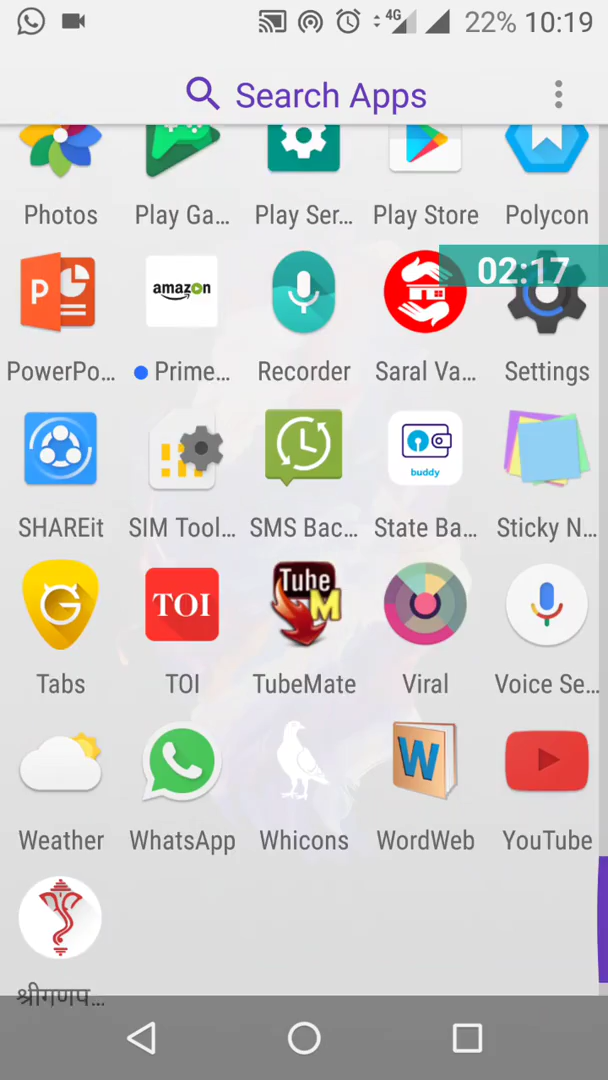 4G 22% 10:19
Search Apps
Photos Play Ga... Play Ser... Play Store Polycon
02:17
P amazon
PowerPo... Prime... Recorder Saral Va... Settings
buddy
SHAREit SIM Tool... SMS Bac... State Ba... Sticky N...
G TOI Tube M
Tabs TOI TubeMate Viral Voice Se...
W
Weather WhatsApp Whicons WordWeb YouTube
श्रीगणप...